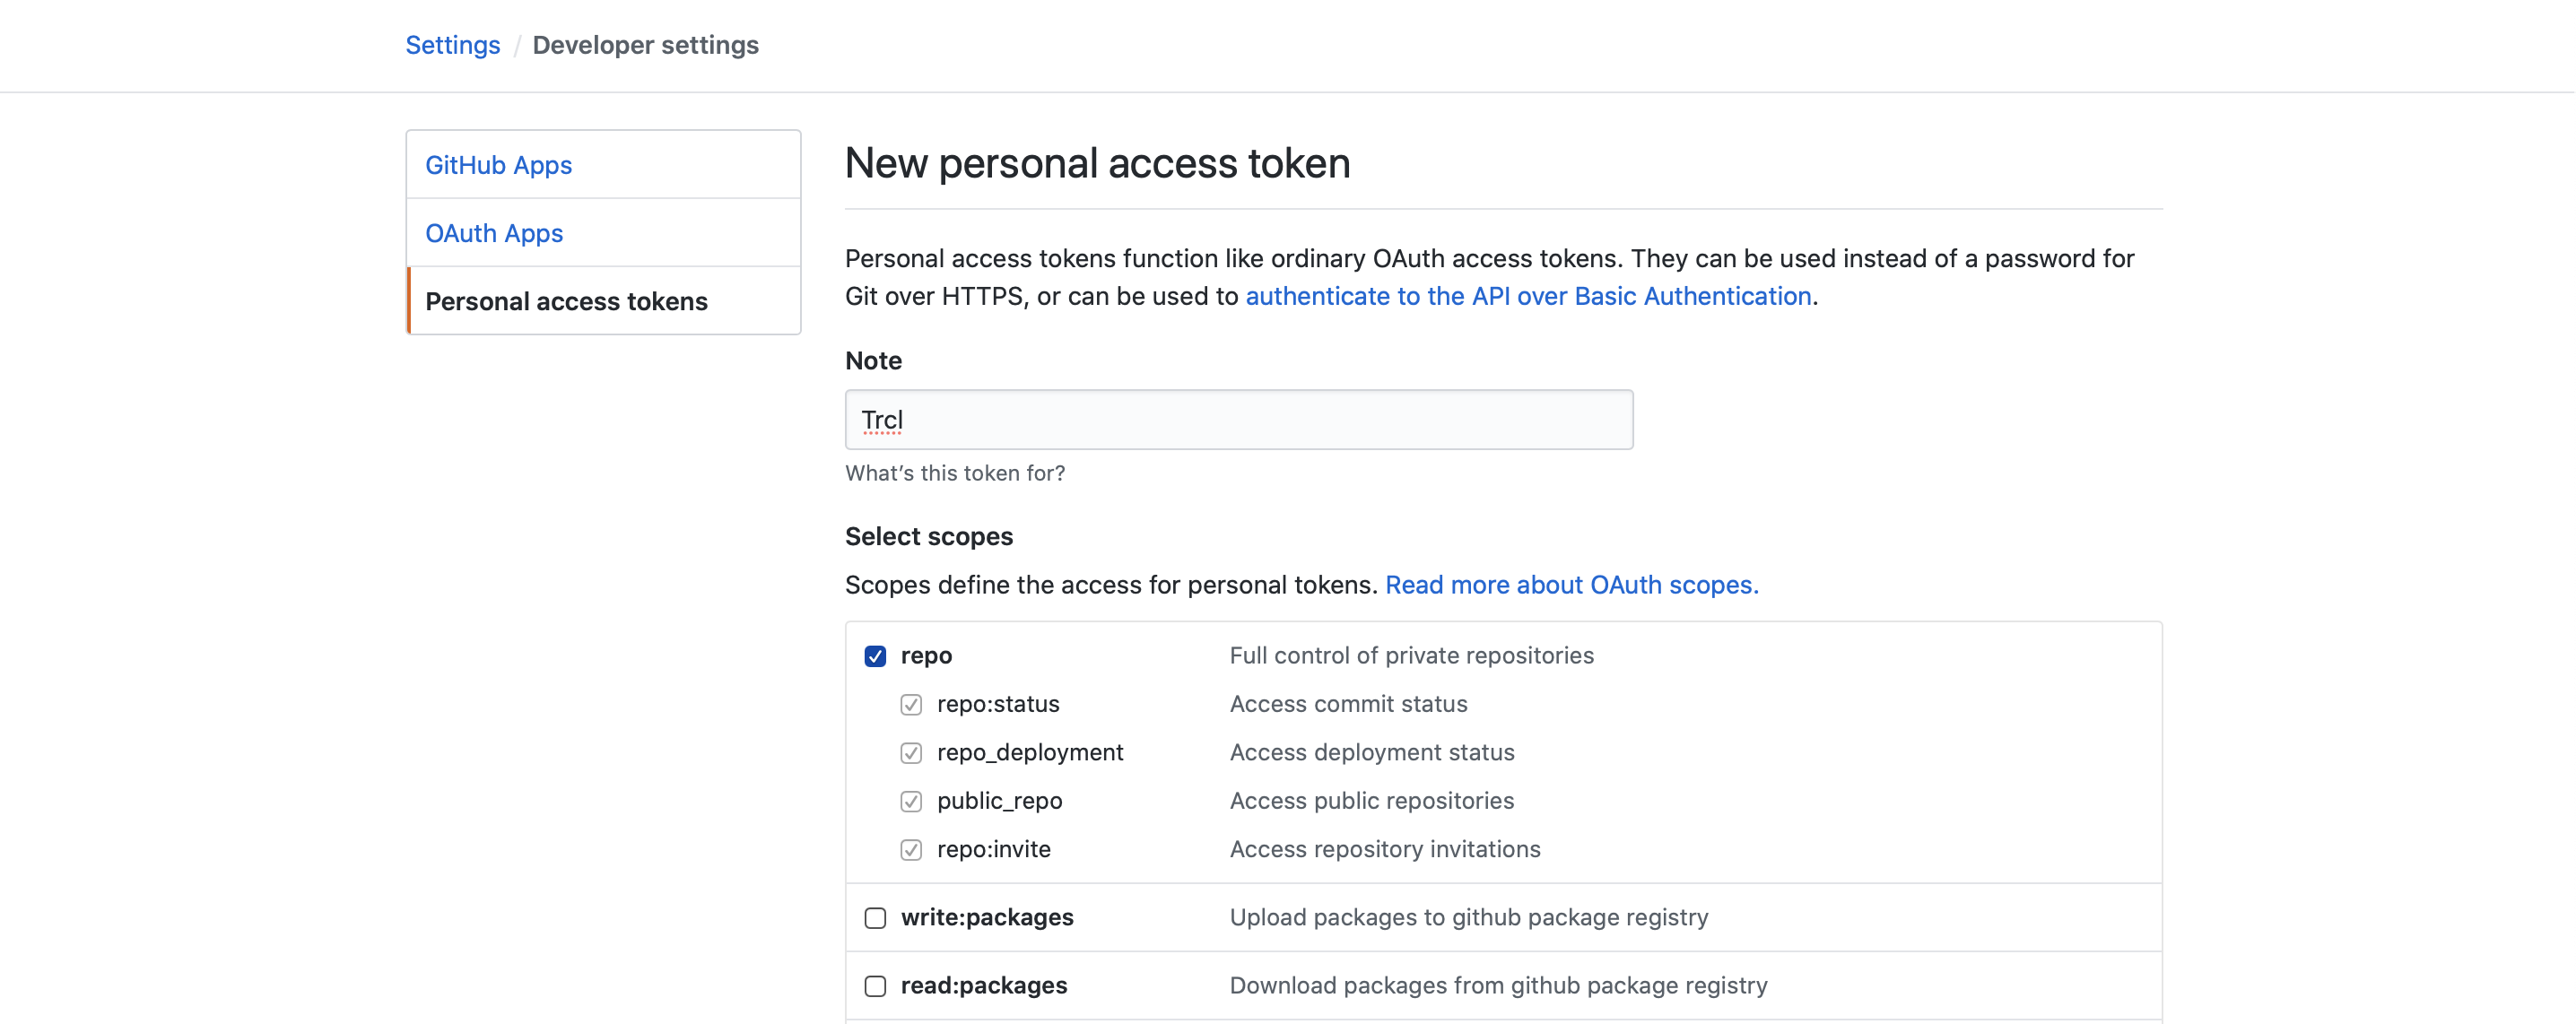 Settings / Developer settings
GitHub Apps
OAuth Apps
Personal access tokens
New personal access token
Personal access tokens function like ordinary OAuth access tokens. They can be used instead of a password for
Git over HTTPS, or can be used to authenticate to the API over Basic Authentication.
Note
Trcl
What’s this token for?
Select scopes
Scopes define the access for personal tokens. Read more about OAuth scopes.
repo Full control of private repositories
repo:status Access commit status
repo_deployment Access deployment status
public_repo Access public repositories
repo:invite Access repository invitations
write:packages Upload packages to github package registry
read:packages Download packages from github package registry